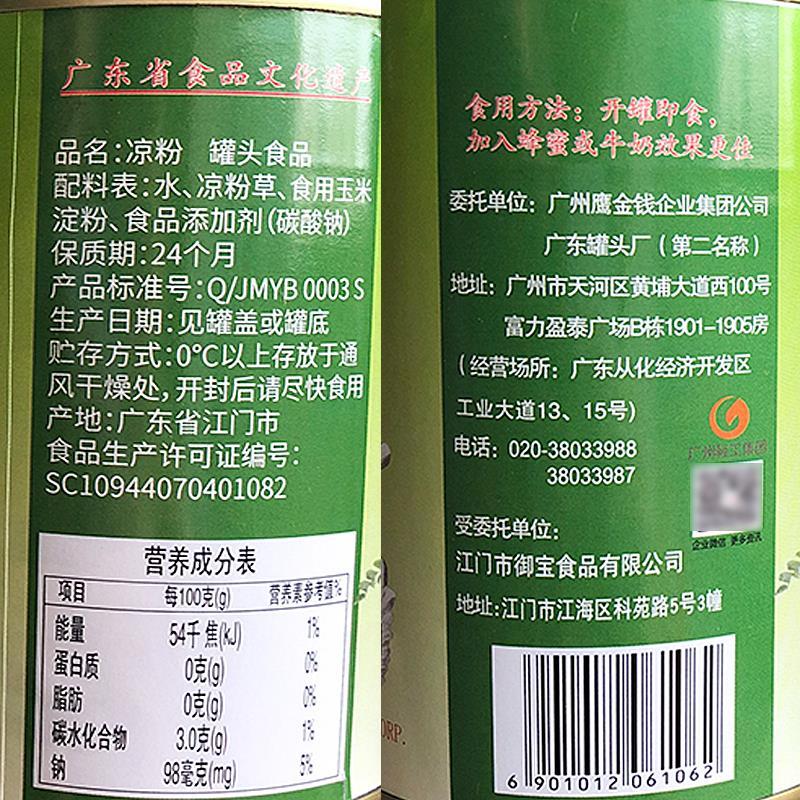 广东省食品文化遗产
品名:凉粉 罐头食品
配料表:水、凉粉草、食用玉米
淀粉、食品添加剂(碳酸钠)
保质期:24个月
产品标准号:Q/JMYB 0003 S
生产日期:见罐盖或罐底
贮存方式:0℃以上存放于通
风干燥处,开封后请尽快食用
产地:广东省江门市
食品生产许可证编号:
SC10944070401082
营养成分表
项目 每100克(g) 营养素参考值%
能量 54千焦(kJ) 1%
蛋白质 0克(g) 0%
脂肪 0克(g) 0%
碳水化合物 3.0克(g) 1%
钠 98毫克(mg) 5%
食用方法:开罐即食,
加入蜂蜜或牛奶效果更佳
委托单位:广州鹰金钱企业集团公司
广东罐头厂(第二名称)
地址:广州市天河区黄埔大道西100号
富力盈泰广场B栋1901-1905房
(经营场所:广东从化经济开发区
工业大道13、15号)
电话:020-38033988
38033987
企业微信 更多资讯
受委托单位:
江门市御宝食品有限公司
地址:江门市江海区科苑路5号3幢
6 901012 061062
ORP.